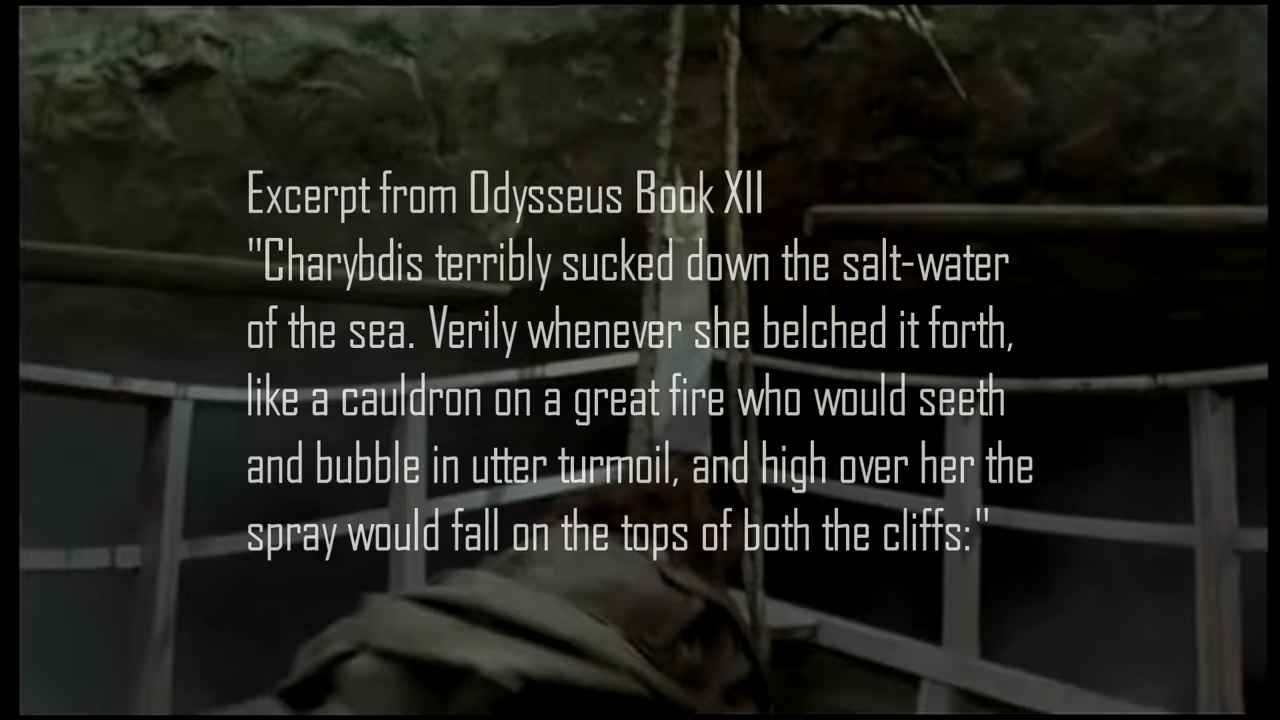 Excerpt from Odysseus Book XII
"Charybdis terribly sucked down the salt-water
of the sea. Verily whenever she belched it forth,
like a cauldron on a great fire who would seeth
and bubble in utter turmoil, and high over her the
spray would fall on the tops of both the cliffs:"